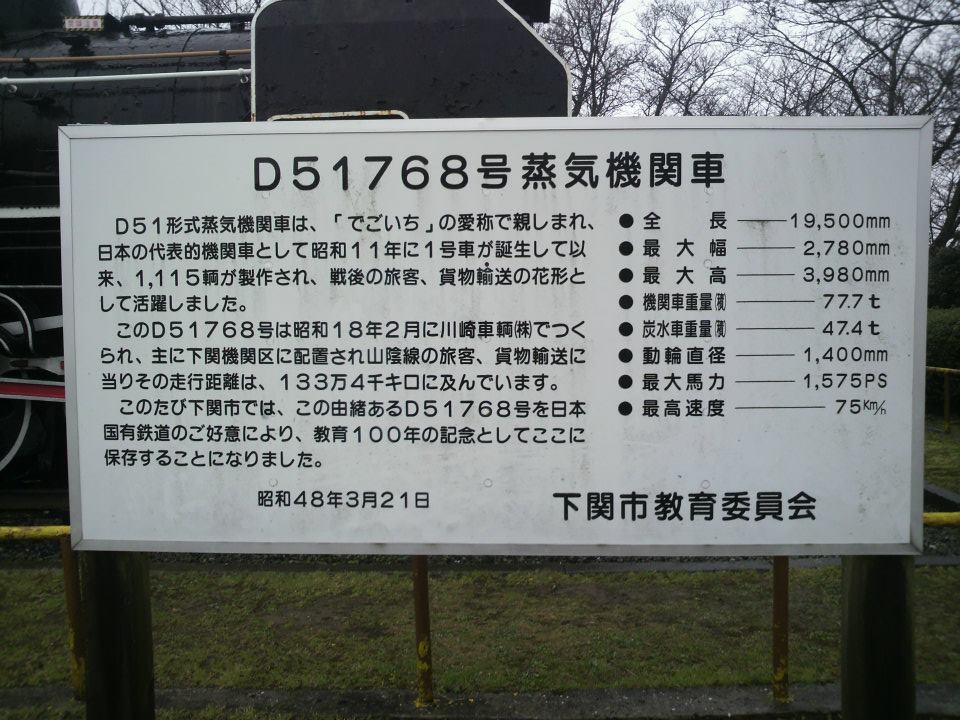 D51768号蒸気機関車
D51形式蒸気機関車は、「でごいち」の愛称で親しまれ、
日本の代表的機関車として昭和11年に1号車が誕生して以
来、1,115輌が製作され、戦後の旅客、貨物輸送の花形と
して活躍しました。
このD51768号は昭和18年2月に川崎車輌㈱でつく
られ、主に下関機関区に配置され山陰線の旅客、貨物輸送に
当りその走行距離は、133万4千キロに及んでいます。
このたび下関市では、この由緒あるD51768号を日本
国有鉄道のご好意により、教育100年の記念としてここに
保存することになりました。
昭和48年3月21日
● 全長 ― 19,500mm
● 最大幅 ― 2,780mm
● 最大高 ― 3,980mm
● 機関車重量 ― 77.7t
● 炭水車重量 ― 47.4t
● 動輪直径 ― 1,400mm
● 最大馬力 ― 1,575PS
● 最高速度 ― 75Km/h
下関市教育委員会